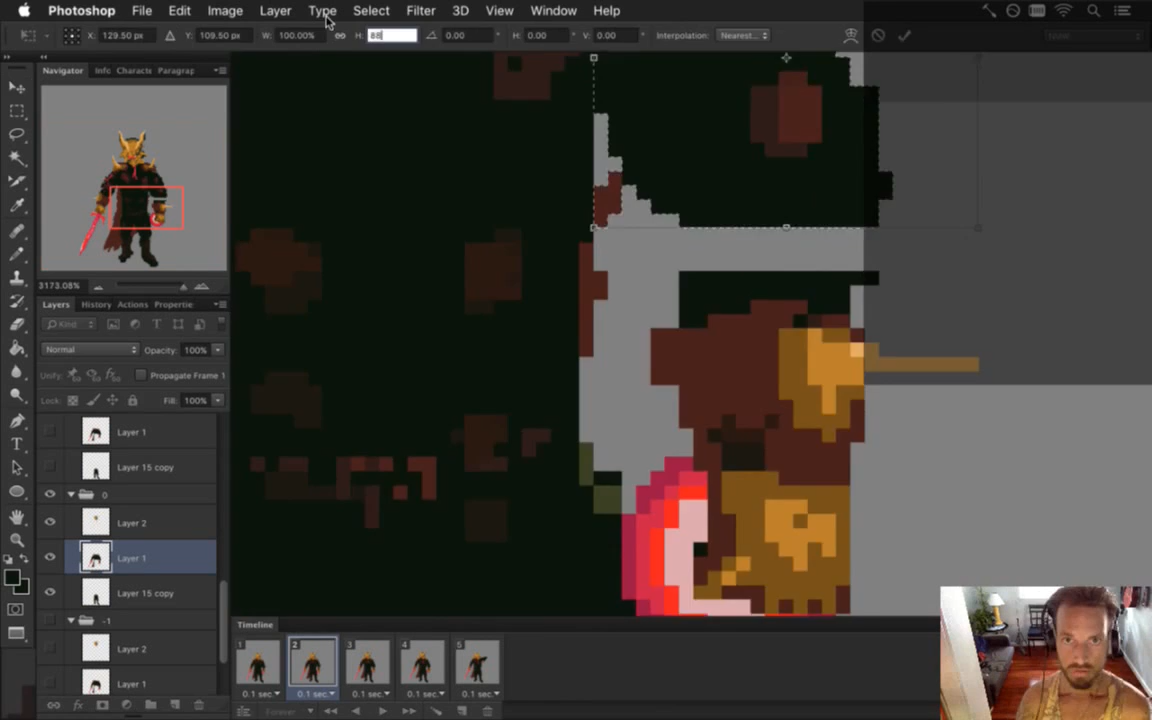 Photoshop File Edit Image Layer Type Select Filter 3D View Window Help
X: 129.50 px Y: 109.50 px W: 100.00% H: 88 0.00 ° H: 0.00 ° V: 0.00 ° Interpolation: Nearest...
Navigator Info Characte Paragrap
3173.08%
Layers History Actions Propertie
Kind
Normal Opacity: 100%
Unify: Propagate Frame 1
Lock: Fill: 100%
Layer 1
Layer 15 copy
0
Layer 2
Layer 1
Layer 15 copy
-1
Layer 2
Layer 1
Timeline
1 2 3 4 5
0.1 sec. 0.1 sec. 0.1 sec. 0.1 sec. 0.1 sec.
Forever